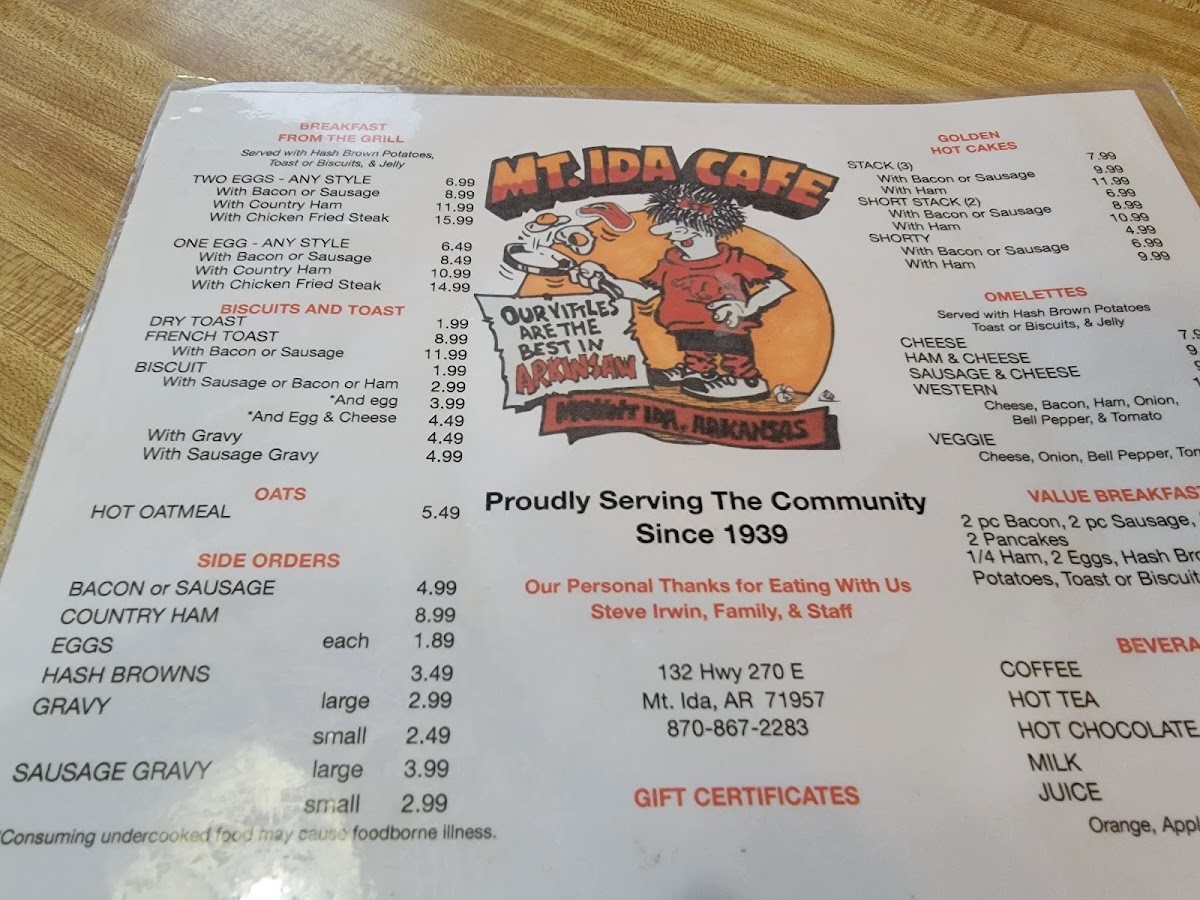 BREAKFAST
FROM THE GRILL
Served with Hash Brown Potatoes,
Toast or Biscuits, & Jelly
TWO EGGS - ANY STYLE 6.99
With Bacon or Sausage 8.99
With Country Ham 11.99
With Chicken Fried Steak 15.99
ONE EGG - ANY STYLE 6.49
With Bacon or Sausage 8.49
With Country Ham 10.99
With Chicken Fried Steak 14.99
BISCUITS AND TOAST
DRY TOAST 1.99
FRENCH TOAST 8.99
With Bacon or Sausage 11.99
BISCUIT 1.99
With Sausage or Bacon or Ham 2.99
*And egg 3.99
*And Egg & Cheese 4.49
With Gravy 4.49
With Sausage Gravy 4.99
OATS
HOT OATMEAL 5.49
SIDE ORDERS
BACON or SAUSAGE 4.99
COUNTRY HAM 8.99
EGGS each 1.89
HASH BROWNS 3.49
GRAVY large 2.99
small 2.49
SAUSAGE GRAVY large 3.99
small 2.99
*Consuming undercooked food may cause foodborne illness.
MT. IDA CAFE
OUR VITTLES
ARE THE
BEST IN
ARKINSAW
MOUNT IDA, ARKANSAS
Proudly Serving The Community
Since 1939
Our Personal Thanks for Eating With Us
Steve Irwin, Family, & Staff
132 Hwy 270 E
Mt. Ida, AR 71957
870-867-2283
GIFT CERTIFICATES
GOLDEN
HOT CAKES
STACK (3) 7.99
With Bacon or Sausage 9.99
With Ham 11.99
SHORT STACK (2) 6.99
With Bacon or Sausage 8.99
With Ham 10.99
SHORTY 4.99
With Bacon or Sausage 6.99
With Ham 9.99
OMELETTES
Served with Hash Brown Potatoes
Toast or Biscuits, & Jelly
CHEESE
HAM & CHEESE
SAUSAGE & CHEESE
WESTERN
Cheese, Bacon, Ham, Onion,
Bell Pepper, & Tomato
VEGGIE
Cheese, Onion, Bell Pepper,
VALUE BREAKFAST
2 pc Bacon, 2 pc Sausage,
2 Pancakes
1/4 Ham, 2 Eggs, Hash
Potatoes, Toast or Biscuit
BEVERA
COFFEE
HOT TEA
HOT CHOCOLATE
MILK
JUICE
Orange, Appl